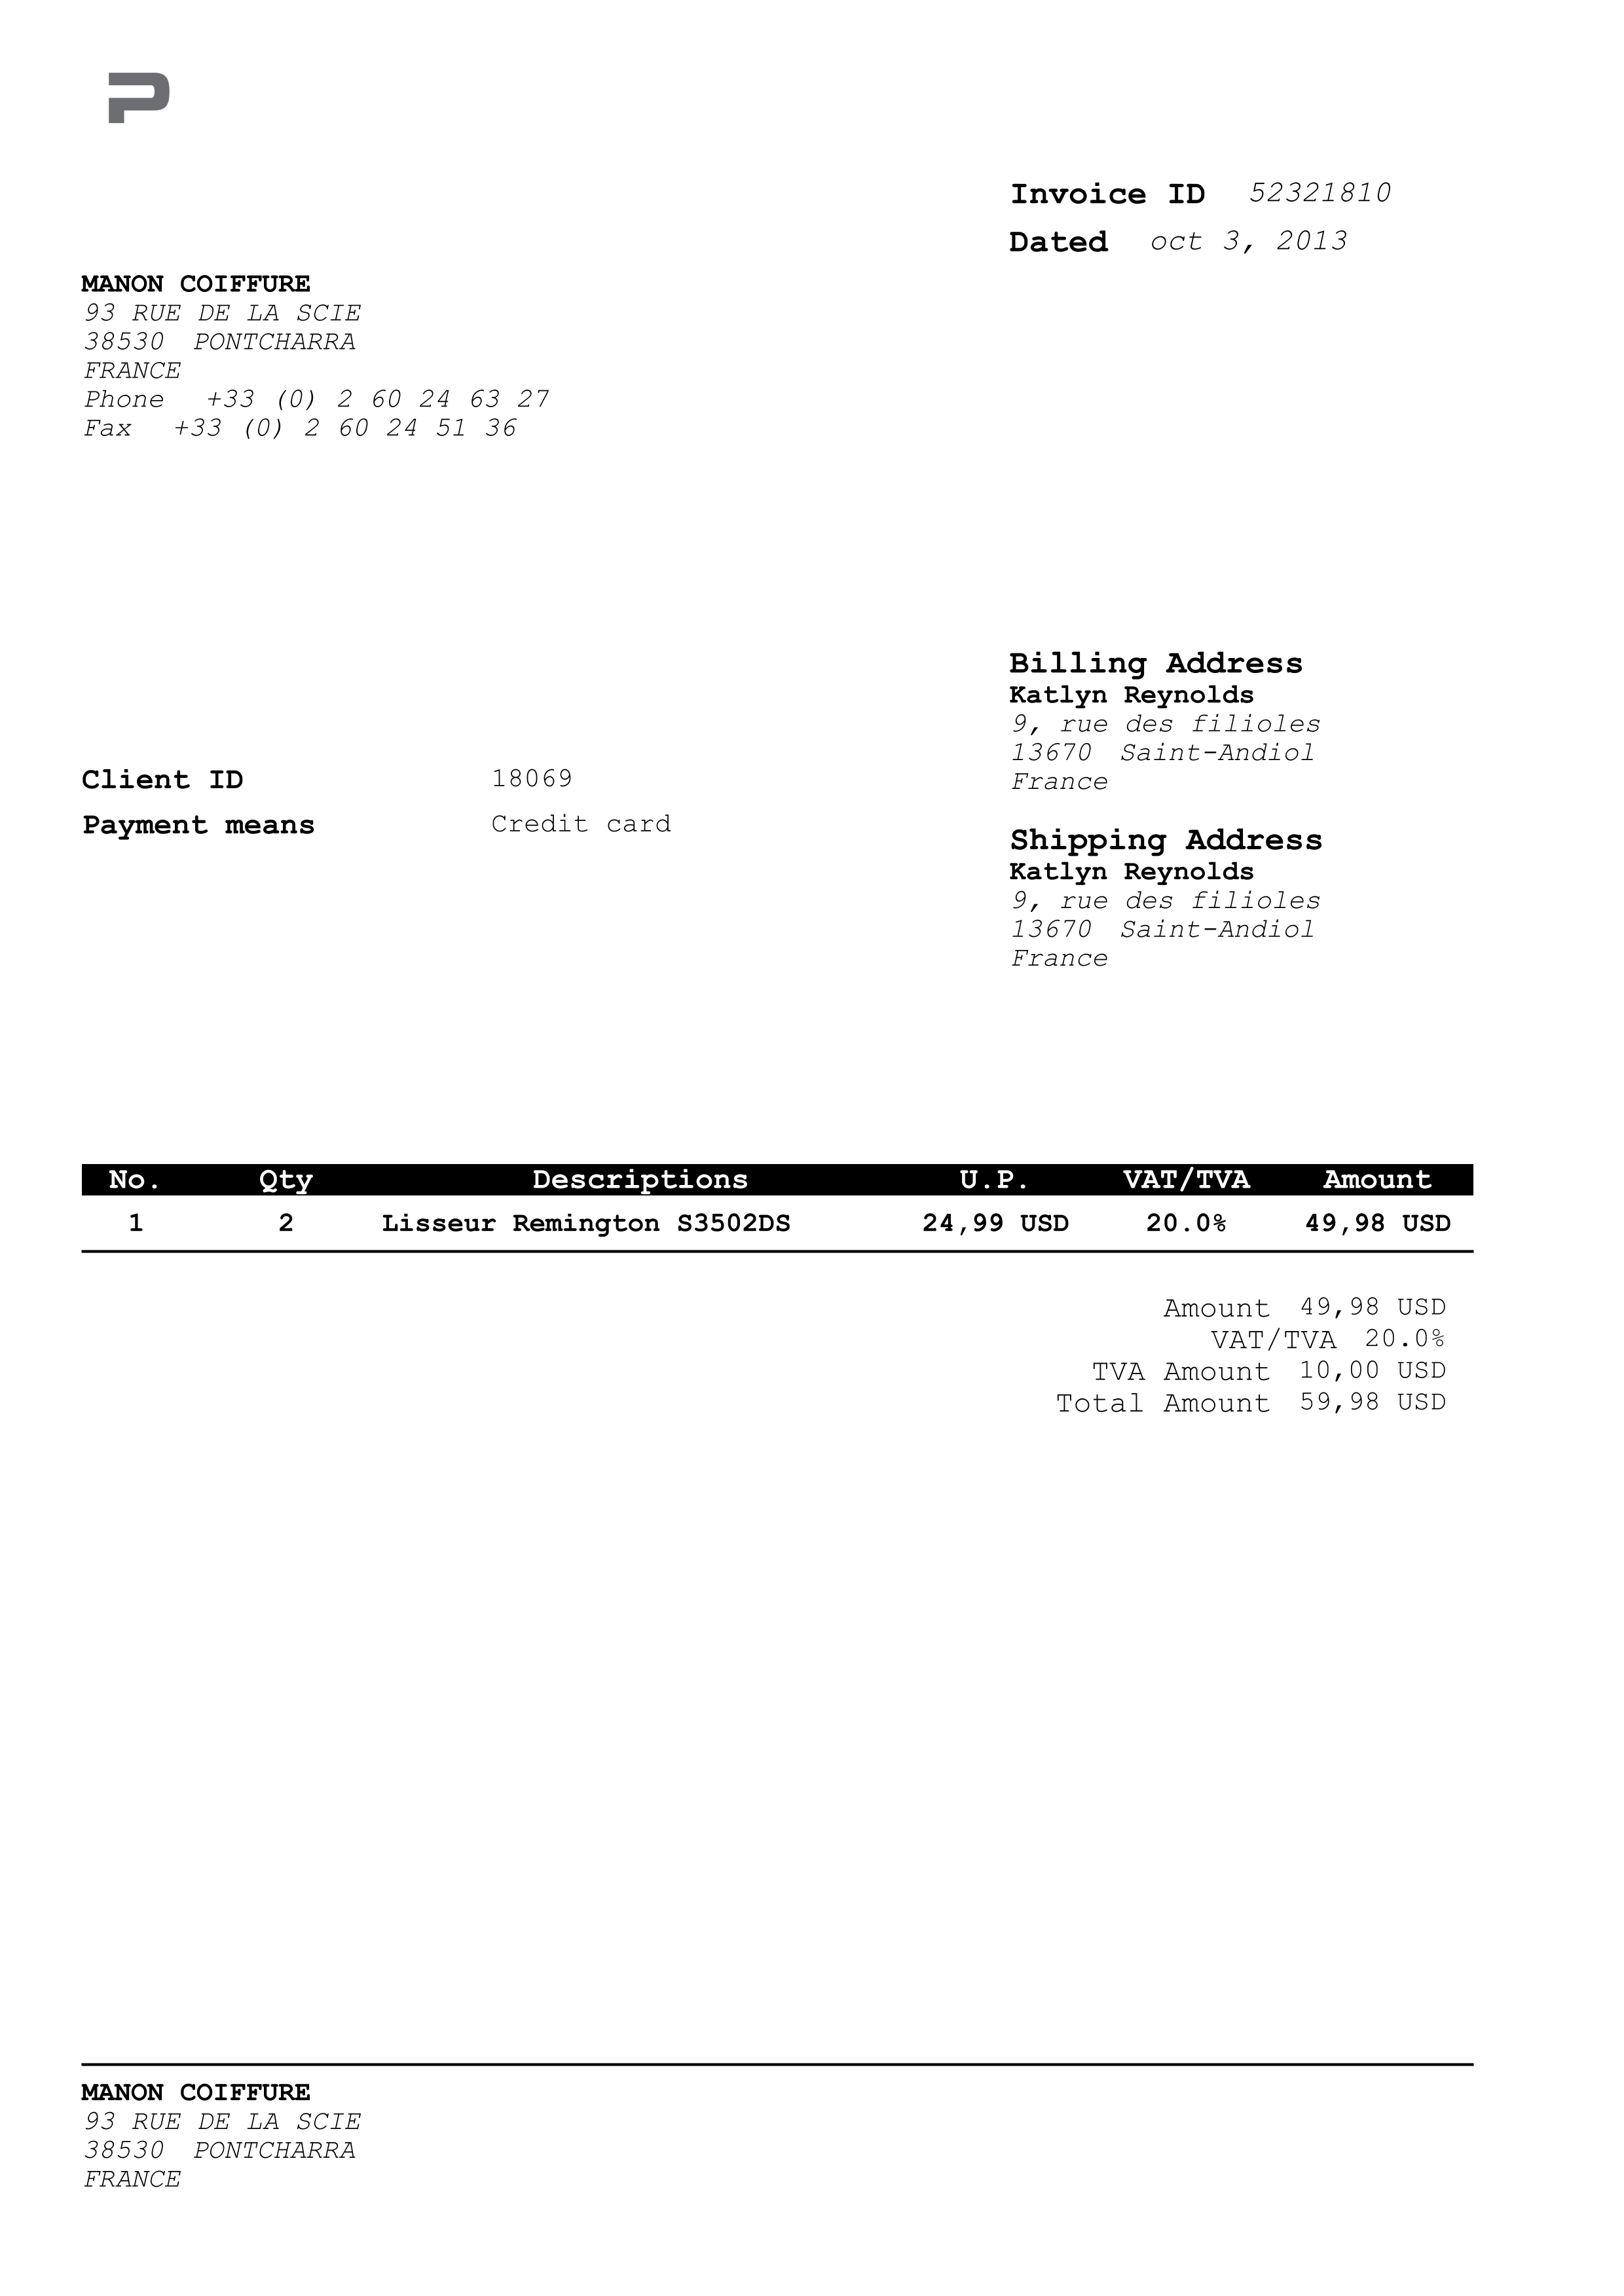 P
Invoice ID 52321810
Dated oct 3, 2013
MANON COIFFURE
93 RUE DE LA SCIE
38530 PONTCHARRA
FRANCE
Phone +33 (0) 2 60 24 63 27
Fax +33 (0) 2 60 24 51 36
Billing Address
Katlyn Reynolds
9, rue des filioles
13670 Saint-Andiol
France
Client ID 18069
Payment means Credit card
Shipping Address
Katlyn Reynolds
9, rue des filioles
13670 Saint-Andiol
France
No. Qty Descriptions U.P. VAT/TVA Amount
1 2 Lisseur Remington S3502DS 24,99 USD 20.0% 49,98 USD
Amount 49,98 USD
VAT/TVA 20.0%
TVA Amount 10,00 USD
Total Amount 59,98 USD
MANON COIFFURE
93 RUE DE LA SCIE
38530 PONTCHARRA
FRANCE